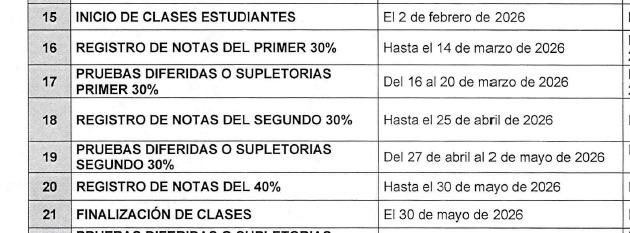 15 INICIO DE CLASES ESTUDIANTES El 2 de febrero de 2026
16 REGISTRO DE NOTAS DEL PRIMER 30% Hasta el 14 de marzo de 2026
17 PRUEBAS DIFERIDAS O SUPLETORIAS
PRIMER 30% Del 16 al 20 de marzo de 2026
18 REGISTRO DE NOTAS DEL SEGUNDO 30% Hasta el 25 de abril de 2026
19 PRUEBAS DIFERIDAS O SUPLETORIAS
SEGUNDO 30% Del 27 de abril al 2 de mayo de 2026
20 REGISTRO DE NOTAS DEL 40% Hasta el 30 de mayo de 2026
21 FINALIZACIÓN DE CLASES El 30 de mayo de 2026